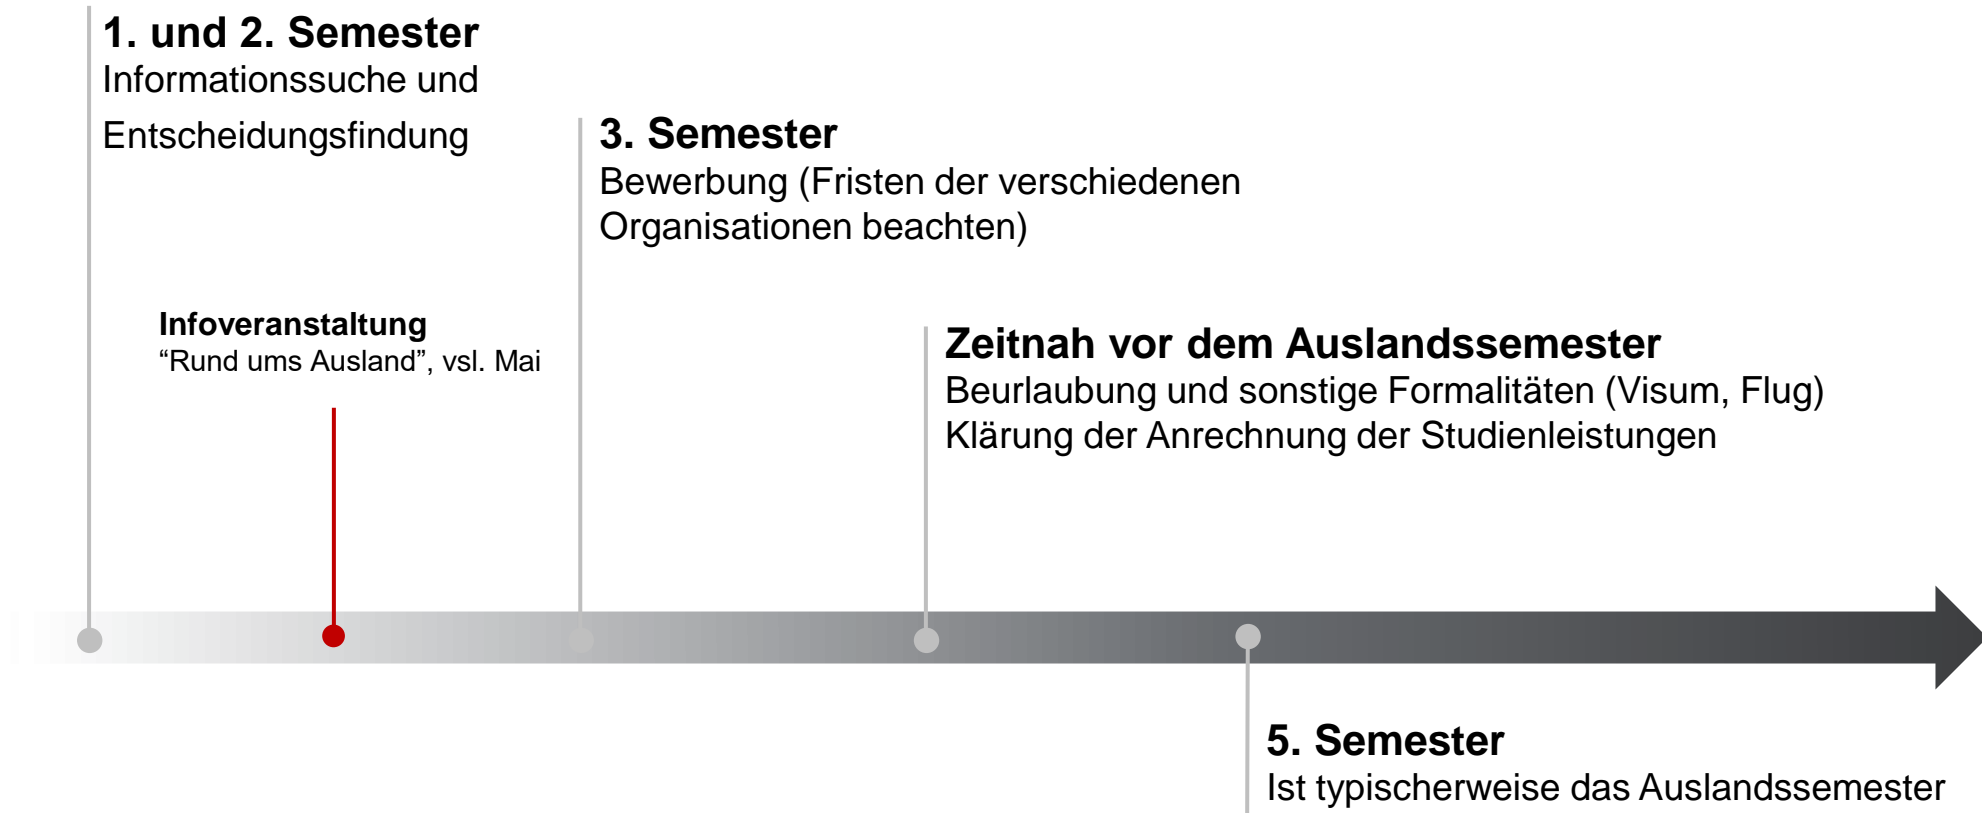 1. und 2. Semester
Informationssuche und
Entscheidungsfindung
3. Semester
Bewerbung (Fristen der verschiedenen
Organisationen beachten)
Infoveranstaltung
“Rund ums Ausland”, vsl. Mai
Zeitnah vor dem Auslandssemester
Beurlaubung und sonstige Formalitäten (Visum, Flug)
Klärung der Anrechnung der Studienleistungen
5. Semester
Ist typischerweise das Auslandssemester